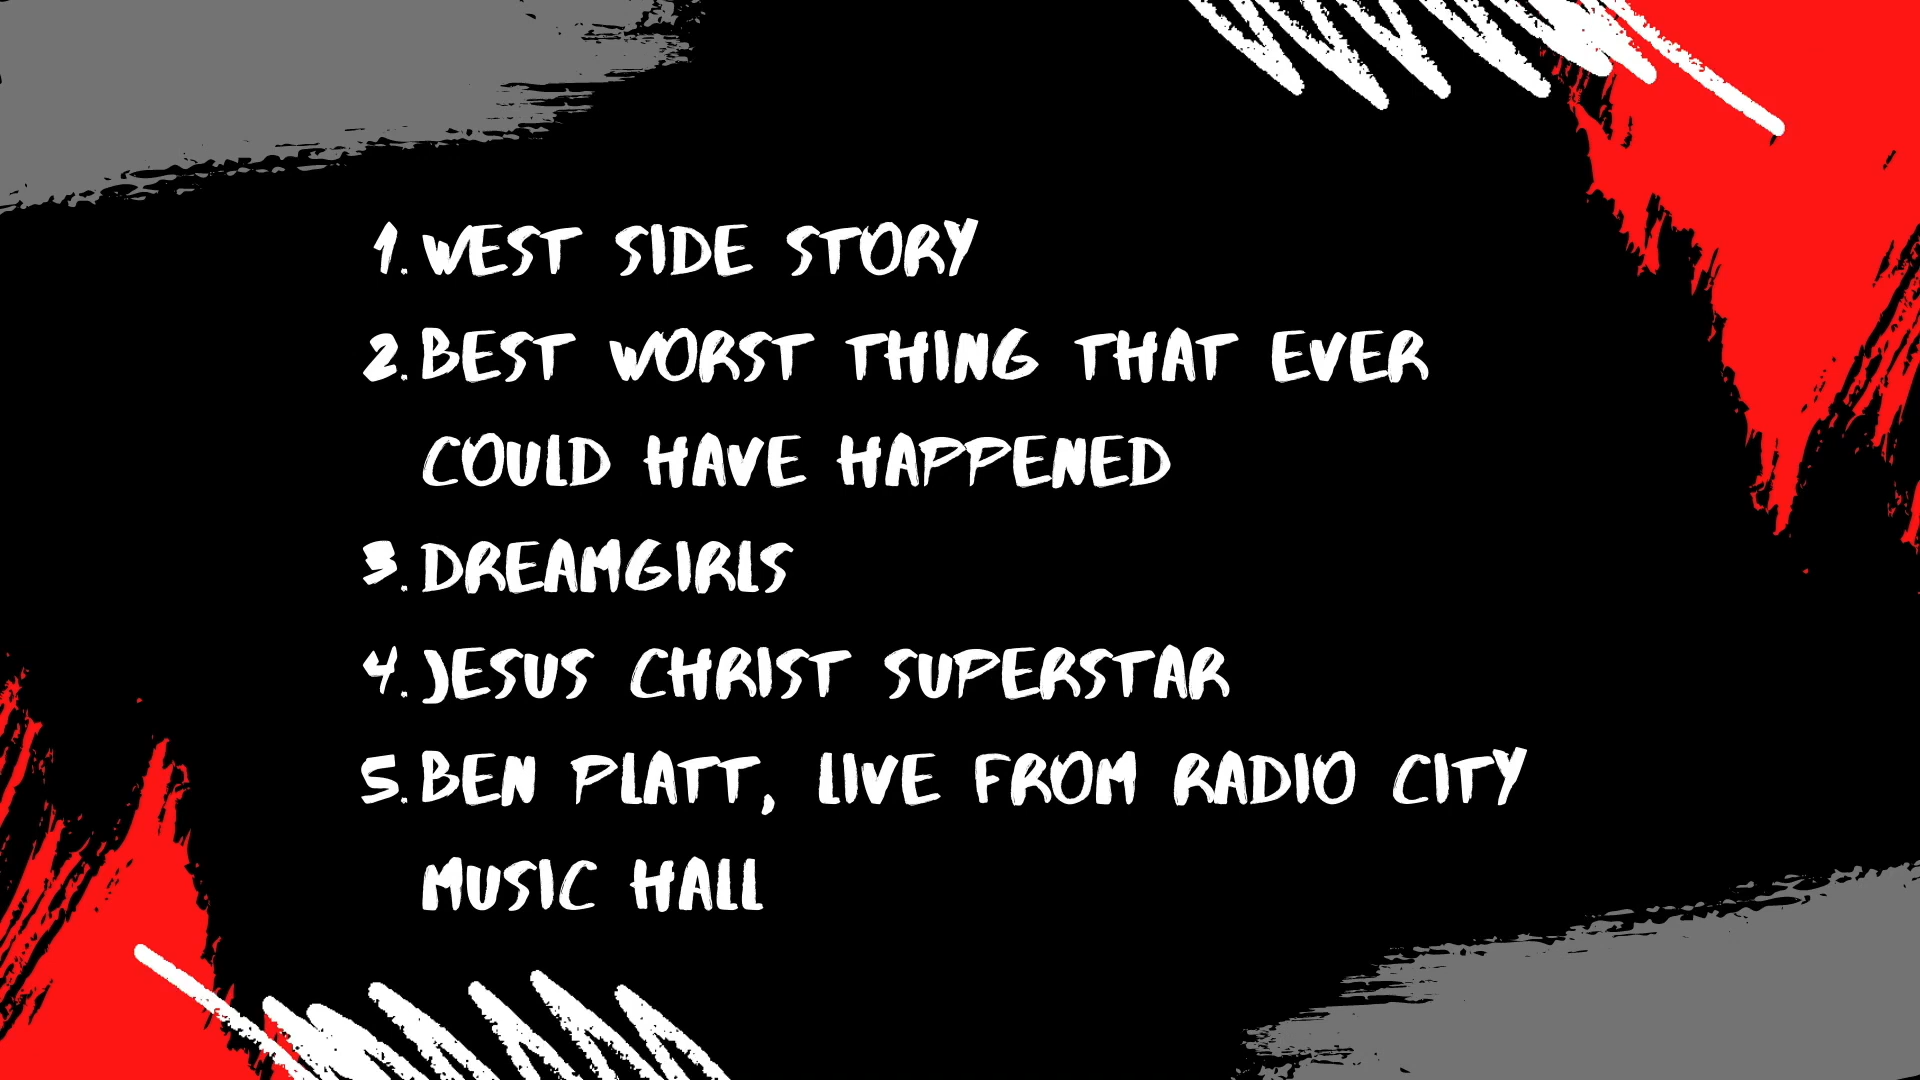 1. WEST SIDE STORY
2. BEST WORST THING THAT EVER
COULD HAVE HAPPENED
3. DREAMGIRLS
4. JESUS CHRIST SUPERSTAR
5. BEN PLATT, LIVE FROM RADIO CITY
MUSIC HALL